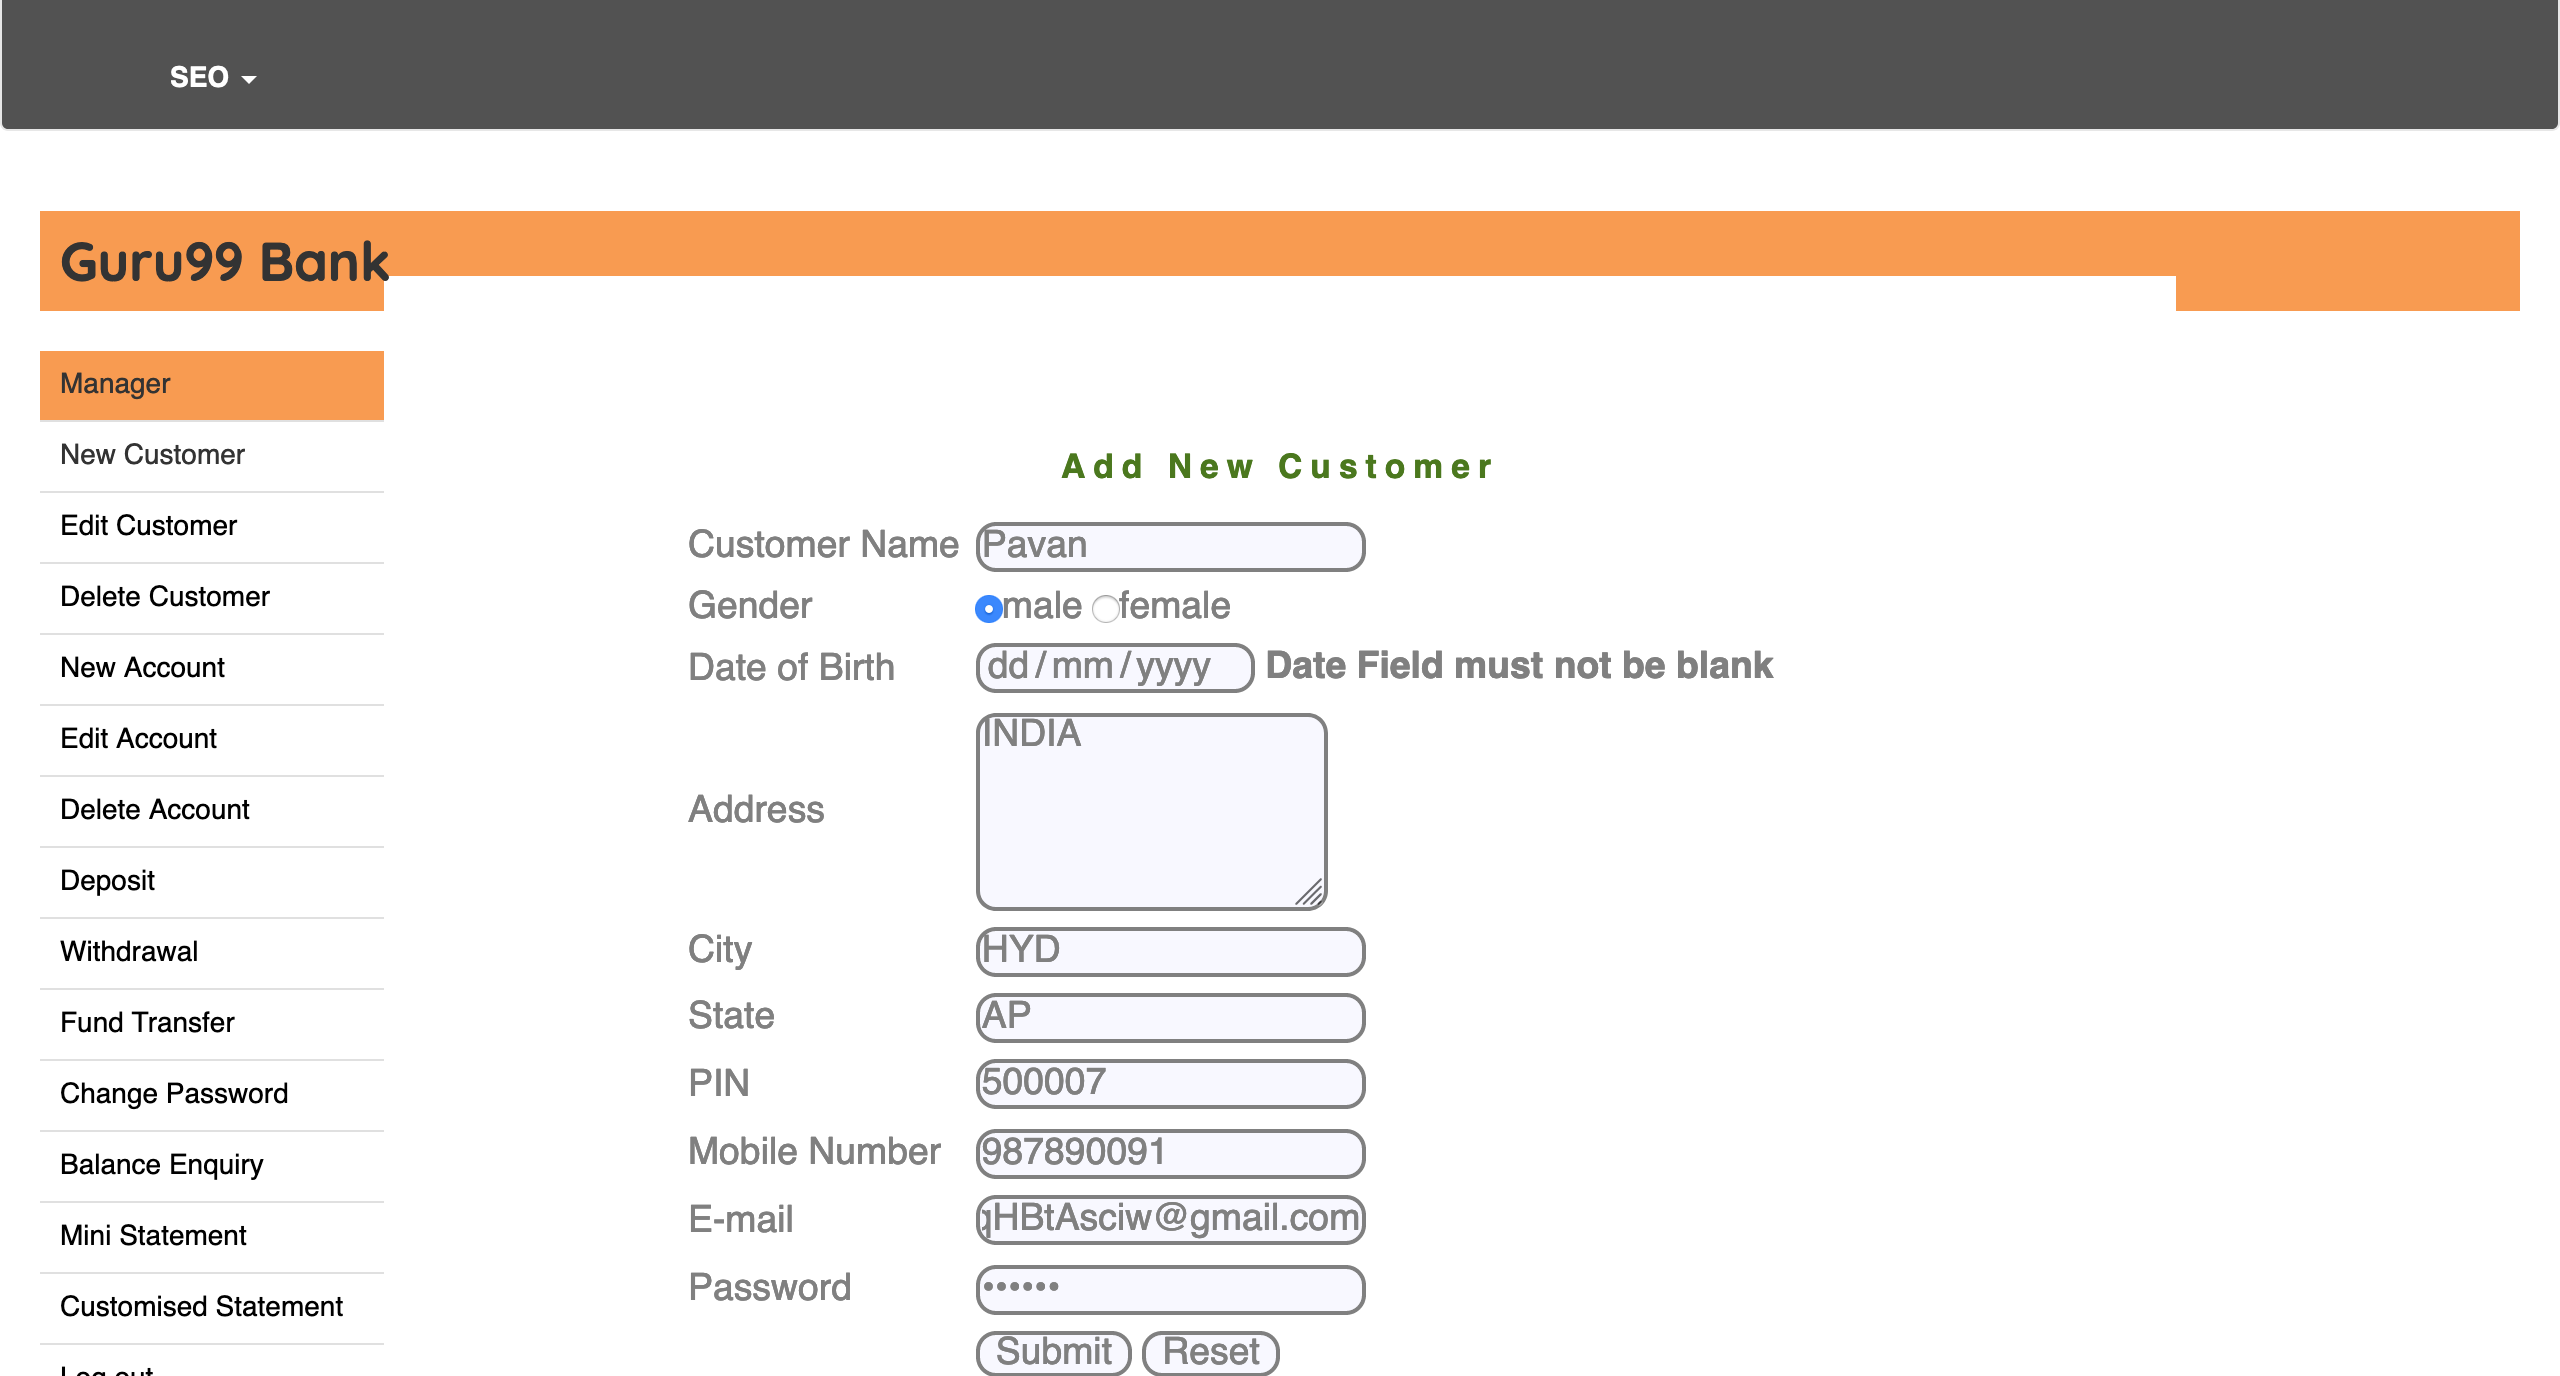 SEO
Guru99 Bank
Manager
New Customer
Edit Customer
Delete Customer
New Account
Edit Account
Delete Account
Deposit
Withdrawal
Fund Transfer
Change Password
Balance Enquiry
Mini Statement
Customised Statement
Log out
Add New Customer
Customer Name Pavan
Gender male female
Date of Birth dd/mm/yyyy Date Field must not be blank
Address INDIA
City HYD
State AP
PIN 500007
Mobile Number 987890091
E-mail qHBtAsciw@gmail.com
Password ••••••
Submit Reset